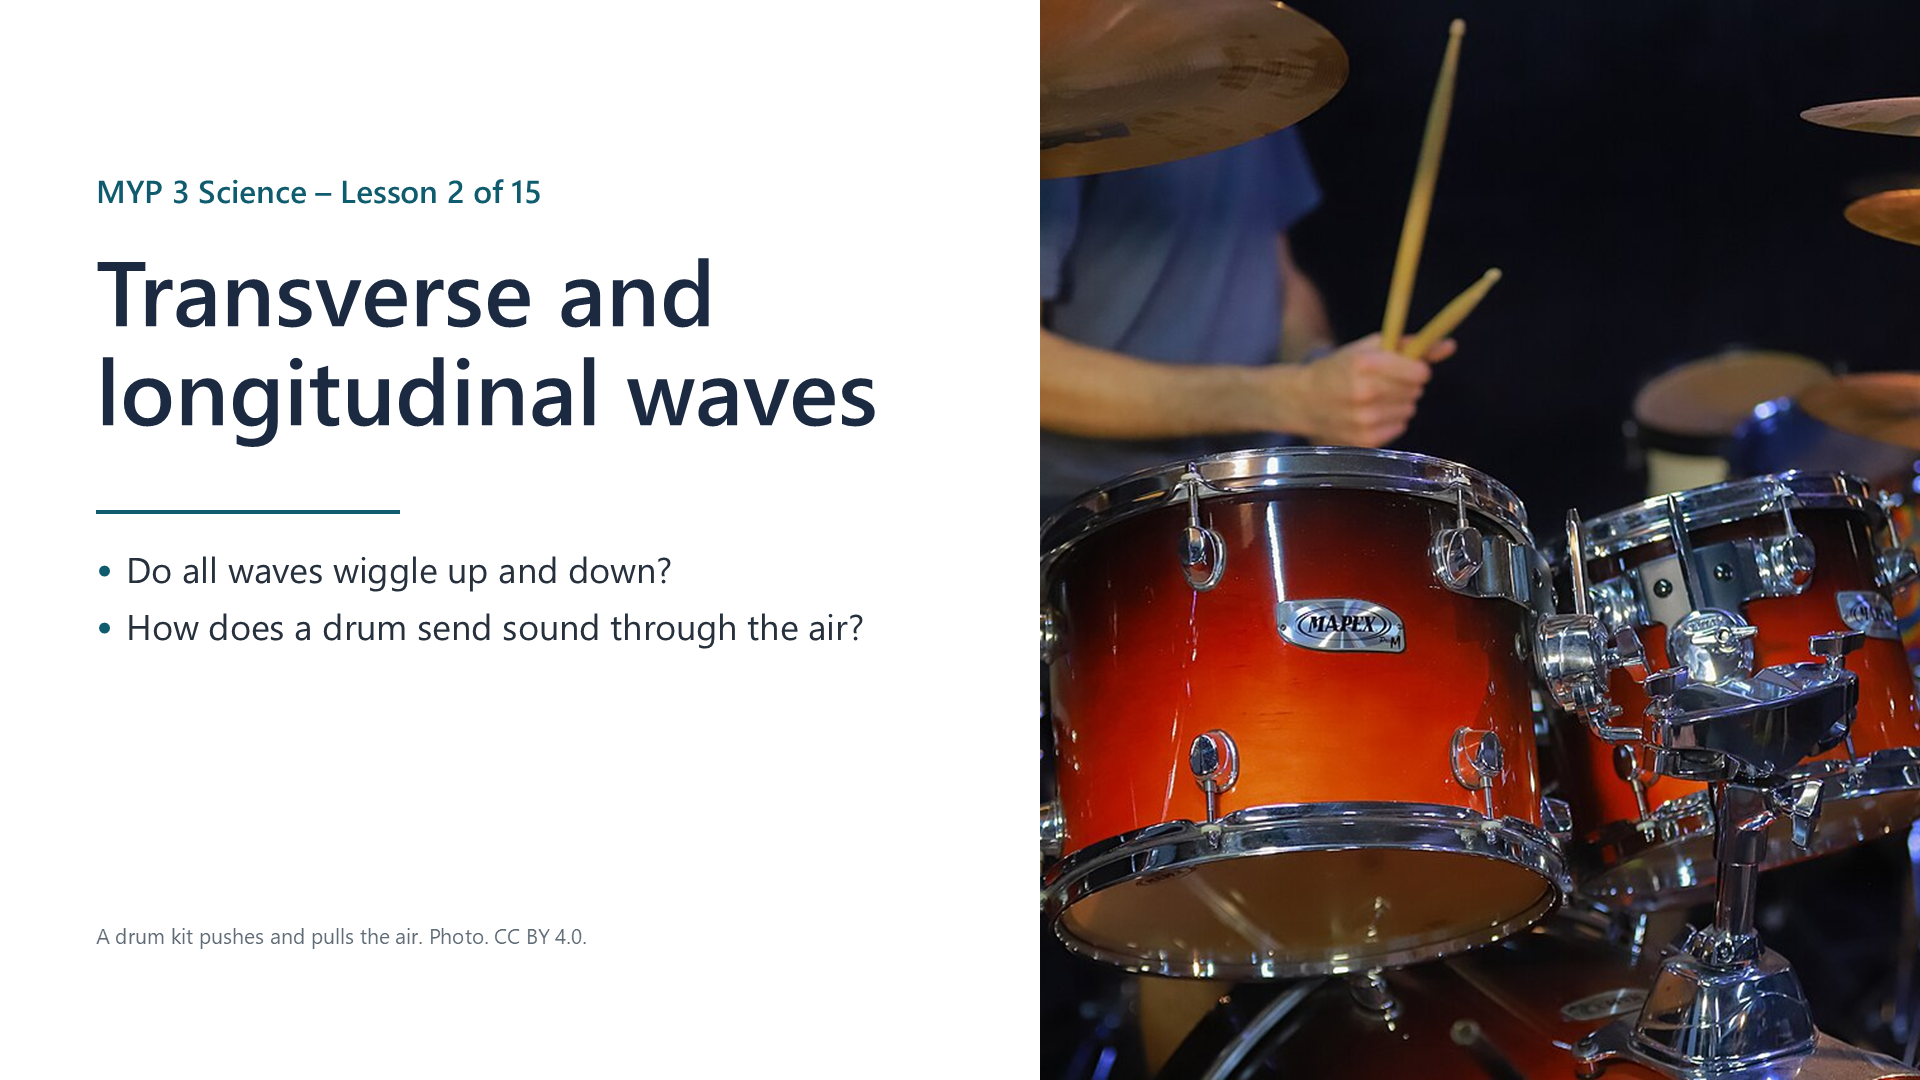 MYP 3 Science – Lesson 2 of 15
Transverse and
longitudinal waves
• Do all waves wiggle up and down?
• How does a drum send sound through the air?
A drum kit pushes and pulls the air. Photo. CC BY 4.0.
MAPEX
M